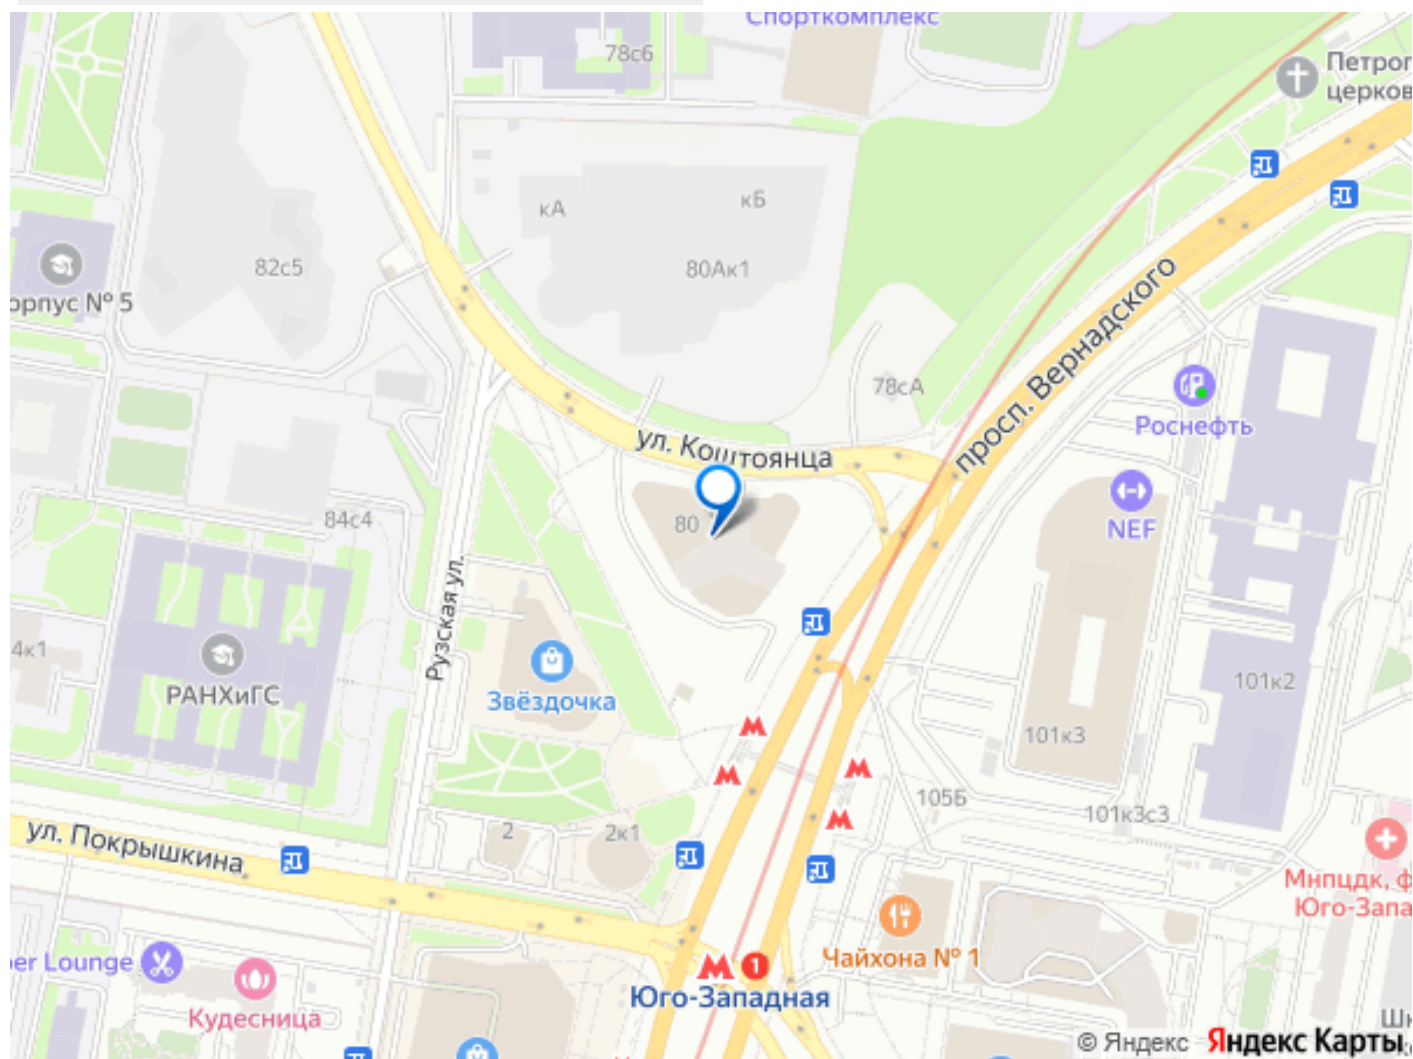 Спорткомплекс
78с6
Петроп
церков
кА
кБ
82с5
80Ак1
орпус № 5
просп. Вернадского
78сА
Роснефть
ул. Коштоянца
NEF
84с4
80
Рузская ул.
4к1
РАНХиГС
Звёздочка
101к2
101к3
105Б
101к3с3
ул. Покрышкина
2
2к1
Мнпцдк, ф
Юго-Запа
Чайхона № 1
er Lounge
1
Юго-Западная
Кудесница
Шк
© Яндекс Яндекс Карты